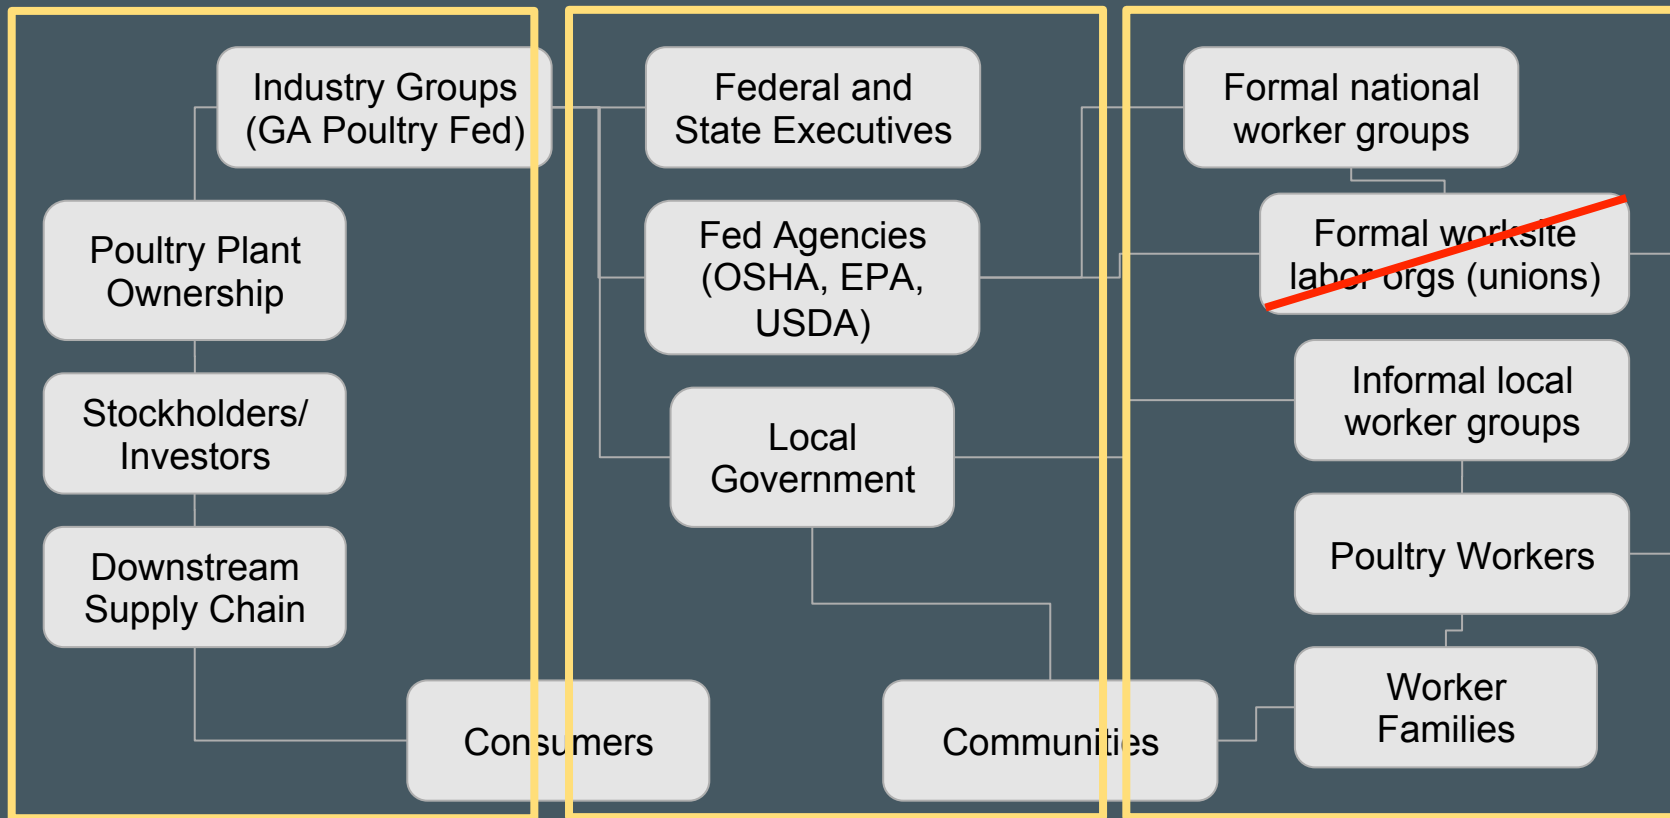 Industry Groups
(GA Poultry Fed)
Poultry Plant
Ownership
Stockholders/
Investors
Downstream
Supply Chain
Consumers
Federal and
State Executives
Fed Agencies
(OSHA, EPA,
USDA)
Local
Government
Communities
Formal national
worker groups
Formal worksite
labor orgs (unions)
Informal local
worker groups
Poultry Workers
Worker
Families